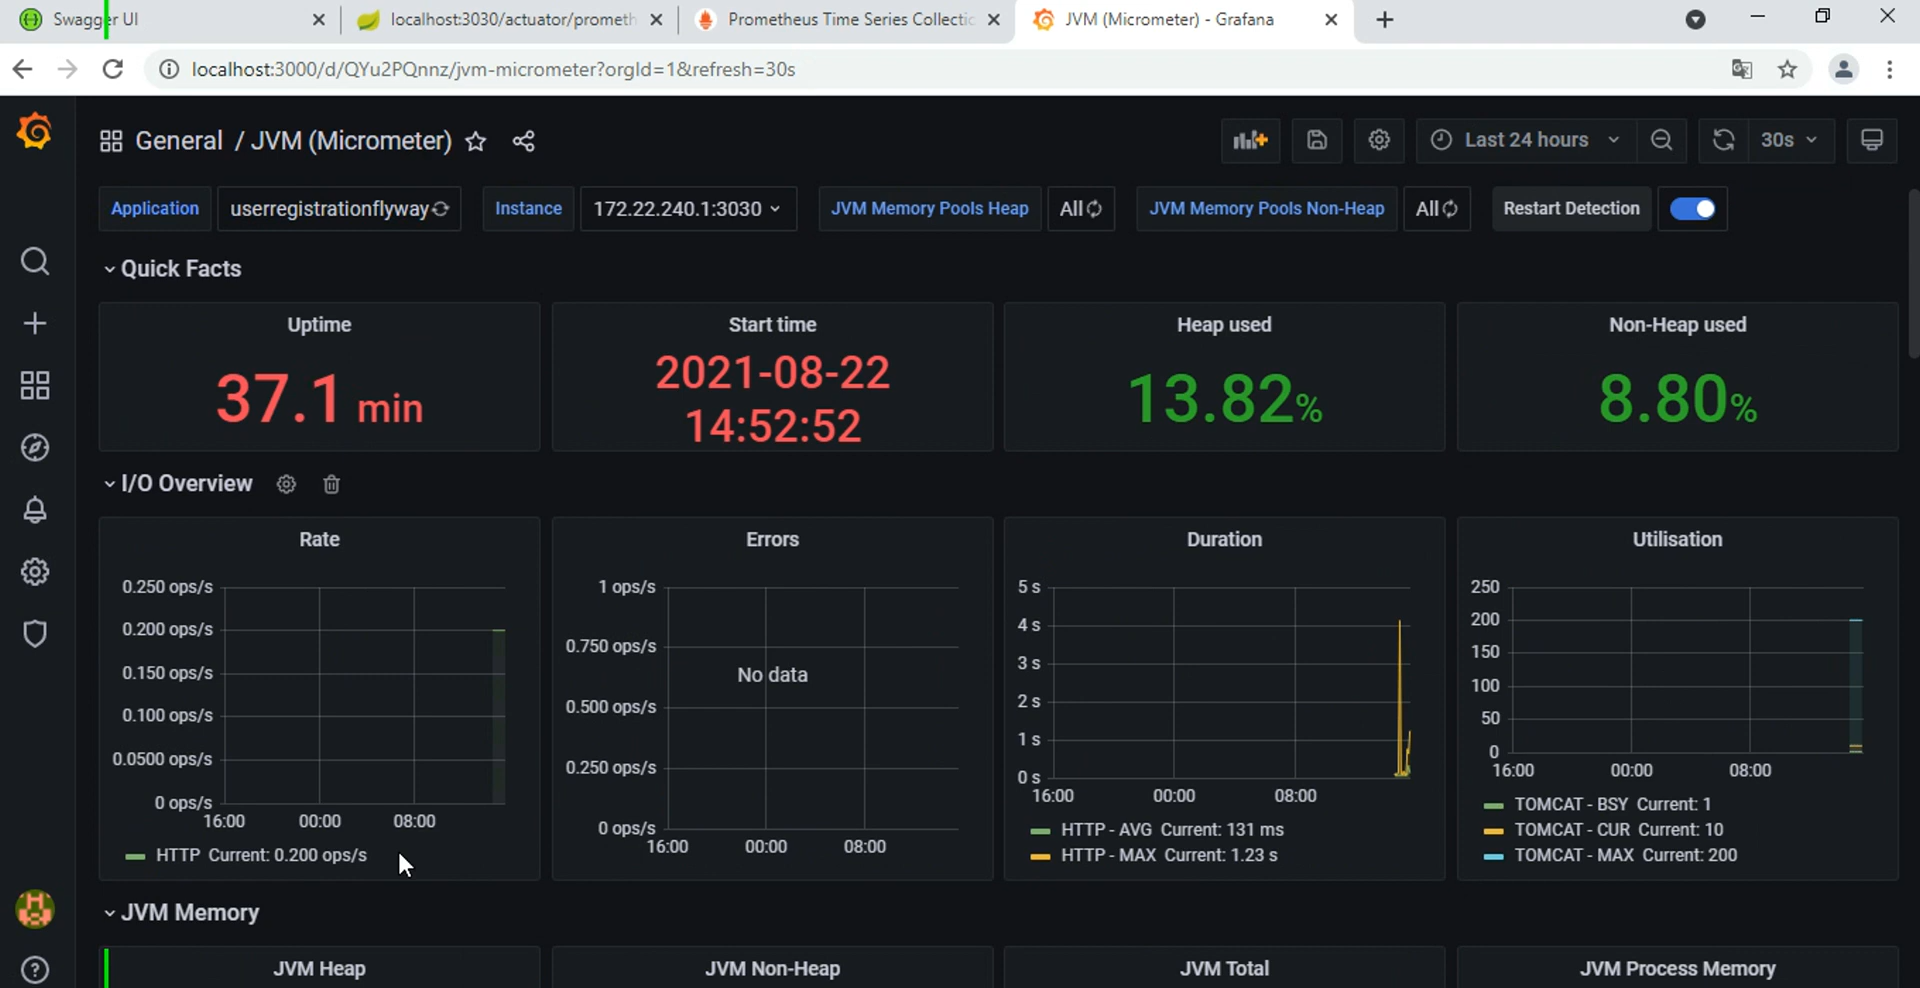 Swagger UI
localhost:3030/actuator/prometh
Prometheus Time Series Collectic
JVM (Micrometer) - Grafana
localhost:3000/d/QYu2PQnnz/jvm-micrometer?orgId=1&refresh=30s
General / JVM (Micrometer)
Last 24 hours
30s
Application
userregistrationflyway
Instance
172.22.240.1:3030
JVM Memory Pools Heap
All
JVM Memory Pools Non-Heap
All
Restart Detection
Quick Facts
Uptime
37.1 min
Start time
2021-08-22
14:52:52
Heap used
13.82%
Non-Heap used
8.80%
I/O Overview
Rate
0.250 ops/s
0.200 ops/s
0.150 ops/s
0.100 ops/s
0.0500 ops/s
0 ops/s
16:00 00:00 08:00
HTTP Current: 0.200 ops/s
Errors
1 ops/s
0.750 ops/s
No data
0.500 ops/s
0.250 ops/s
0 ops/s
16:00 00:00 08:00
Duration
5 s
4 s
3 s
2 s
1 s
0 s
16:00 00:00 08:00
HTTP - AVG Current: 131 ms
HTTP - MAX Current: 1.23 s
Utilisation
250
200
150
100
50
0
16:00 00:00 08:00
TOMCAT - BSY Current: 1
TOMCAT - CUR Current: 10
TOMCAT - MAX Current: 200
JVM Memory
JVM Heap
JVM Non-Heap
JVM Total
JVM Process Memory